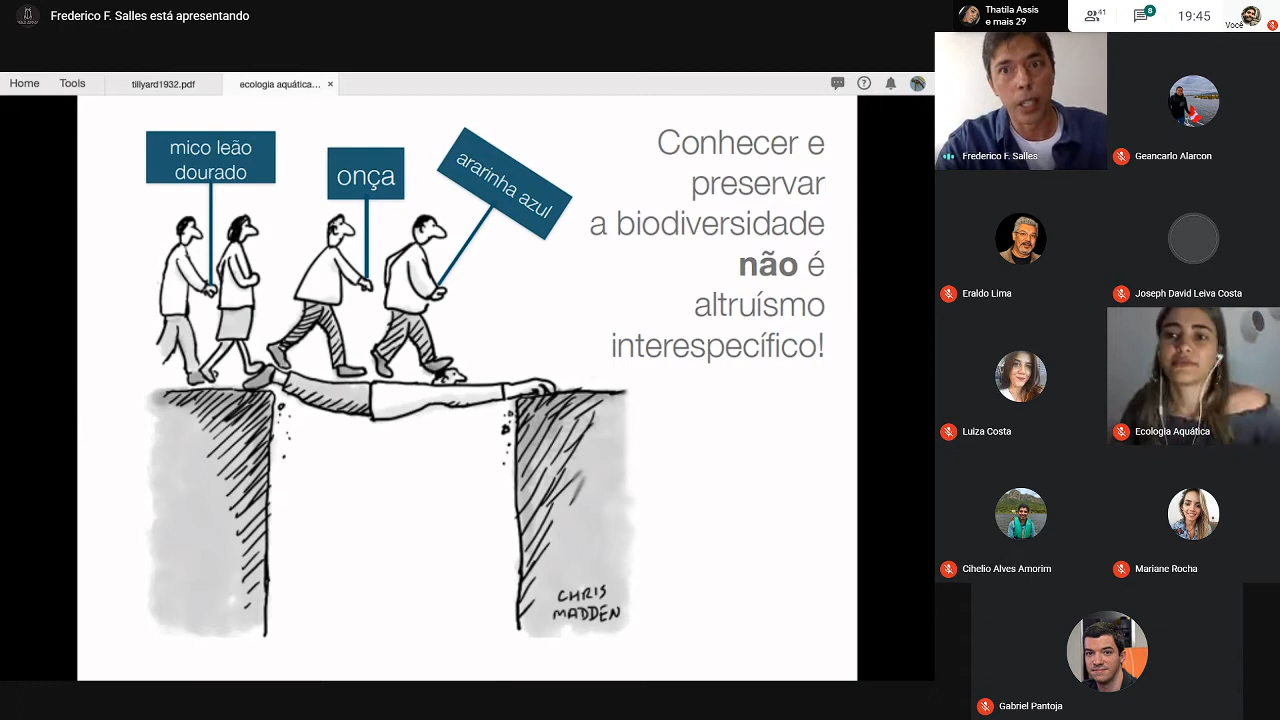 Frederico F. Salles está apresentando
Thatila Assis
e mais 29
41
8
19:45
Você
Home
Tools
tillyard1932.pdf
ecologia aquática...
mico leão
dourado
onça
ararinha azul
Conhecer e
preservar
a biodiversidade
não é
altruísmo
interespecífico!
CHRIS
MADDEN
Frederico F. Salles
Geancarlo Alarcon
Eraldo Lima
Joseph David Leiva Costa
Luiza Costa
Ecologia Aquática
Cihelio Alves Amorim
Mariane Rocha
Gabriel Pantoja